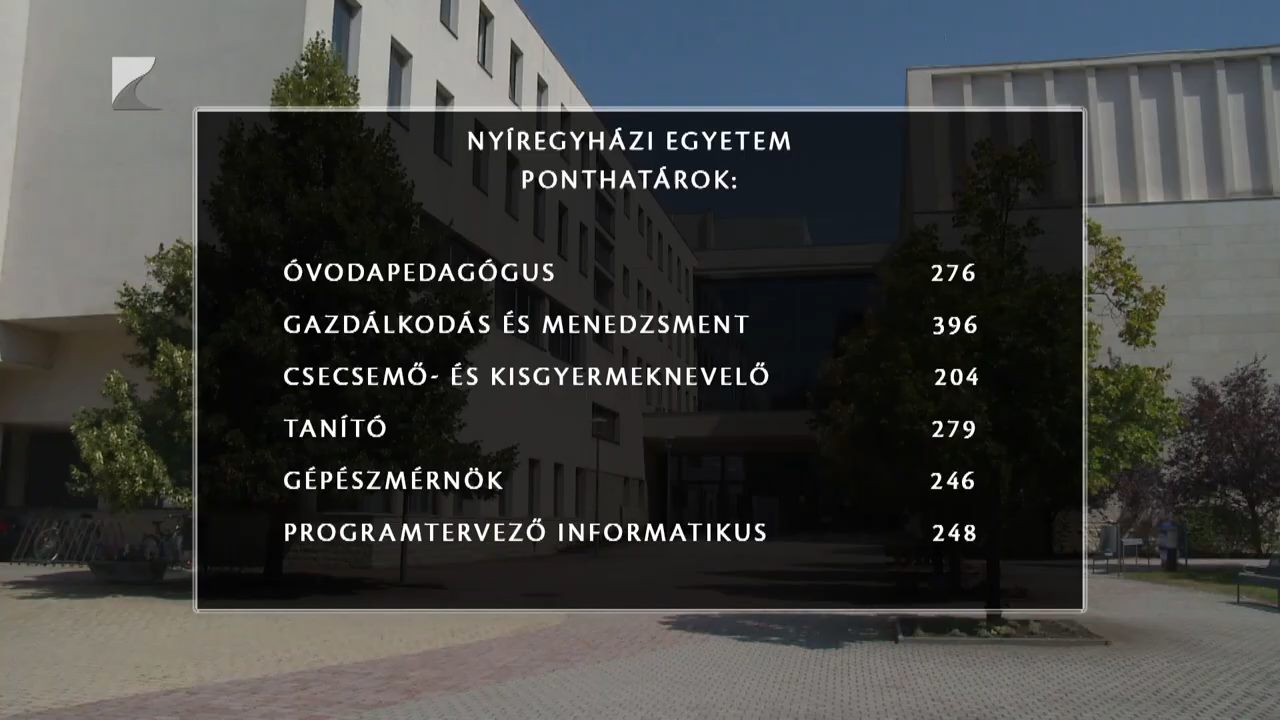 NYÍREGYHÁZI EGYETEM
PONTHATÁROK:
ÓVODAPEDAGÓGUS 276
GAZDÁLKODÁS ÉS MENEDZSMENT 396
CSECSEMŐ- ÉS KISGYERMEKNEVELŐ 204
TANÍTÓ 279
GÉPÉSZMÉRNÖK 246
PROGRAMTERVEZŐ INFORMATIKUS 248